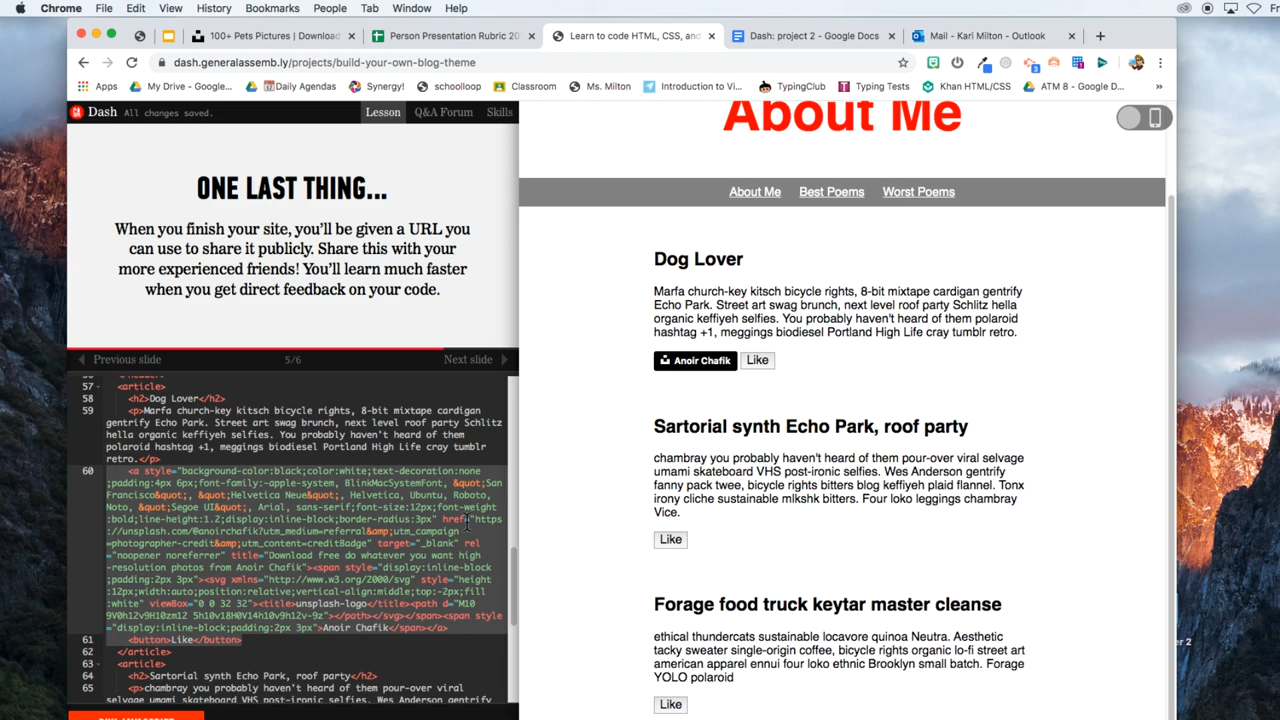 Chrome File Edit View History Bookmarks People Tab Window Help Fr
100+ Pets Pictures | Download Person Presentation Rubric 20 Learn to code HTML, CSS, and Dash: project 2 - Google Docs Mail - Kari Milton - Outlook
dash.generalassemb.ly/projects/build-your-own-blog-theme
Apps My Drive - Google... Daily Agendas Synergy! schoolloop Classroom Ms. Milton Introduction to Vi... TypingClub Typing Tests Khan HTML/CSS ATM 8 - Google D... »
Dash All changes saved. Lesson Q&A Forum Skills
ONE LAST THING...
When you finish your site, you'll be given a URL you
can use to share it publicly. Share this with your
more experienced friends! You'll learn much faster
when you get direct feedback on your code.
Previous slide 5/6 Next slide
57 <article>
58 <h2>Dog Lover</h2>
59 <p>Marfa church-key kitsch bicycle rights, 8-bit mixtape cardigan
gentrify Echo Park. Street art swag brunch, next level roof party Schlitz
hella organic keffiyeh selfies. You probably haven't heard of them
polaroid hashtag +1, meggings biodiesel Portland High Life cray tumblr
retro.</p>
60 <a style="background-color:black;color:white;text-decoration:none
;padding:4px 6px;font-family:-apple-system, BlinkMacSystemFont, &quot;San
Francisco&quot;, &quot;Helvetica Neue&quot;, Helvetica, Ubuntu, Roboto,
Noto, &quot;Segoe UI&quot;, Arial, sans-serif;font-size:12px;font-weight
:bold;line-height:1.2;display:inline-block;border-radius:3px" href="https
://unsplash.com/@anoirchafik?utm_medium=referral&amp;utm_campaign
=photographer-credit&amp;utm_content=creditBadge" target="_blank" rel
="noopener noreferrer" title="Download free do whatever you want high
-resolution photos from Anoir Chafik"><span style="display:inline-block
;padding:2px 3px"><svg xmlns="http://www.w3.org/2000/svg" style="height
:12px;width:auto;position:relative;vertical-align:middle;top:-2px;fill
:white" viewBox="0 0 32 32"><title>unsplash-logo</title><path d="M10
9V0h12v9H10zm12 5h10v18H0V14h10v9h12v-9z"></path></svg></span><span style
="display:inline-block;padding:2px 3px">Anoir Chafik</span></a>
61 <button>Like</button>
62 </article>
63 <article>
64 <h2>Sartorial synth Echo Park, roof party</h2>
65 <p>chambray you probably haven't heard of them pour-over viral
selvage umami skateboard VHS post-ironic selfies. Wes Anderson gentrify
About Me
About Me Best Poems Worst Poems
Dog Lover
Marfa church-key kitsch bicycle rights, 8-bit mixtape cardigan gentrify
Echo Park. Street art swag brunch, next level roof party Schlitz hella
organic keffiyeh selfies. You probably haven't heard of them polaroid
hashtag +1, meggings biodiesel Portland High Life cray tumblr retro.
Anoir Chafik Like
Sartorial synth Echo Park, roof party
chambray you probably haven't heard of them pour-over viral selvage
umami skateboard VHS post-ironic selfies. Wes Anderson gentrify
fanny pack twee, bicycle rights bitters blog keffiyeh plaid flannel. Tonx
irony cliche sustainable mlkshk bitters. Four loko leggings chambray
Vice.
Like
Forage food truck keytar master cleanse
ethical thundercats sustainable locavore quinoa Neutra. Aesthetic
tacky sweater single-origin coffee, bicycle rights organic lo-fi street art
american apparel ennui four loko ethnic Brooklyn small batch. Forage
YOLO polaroid
Like